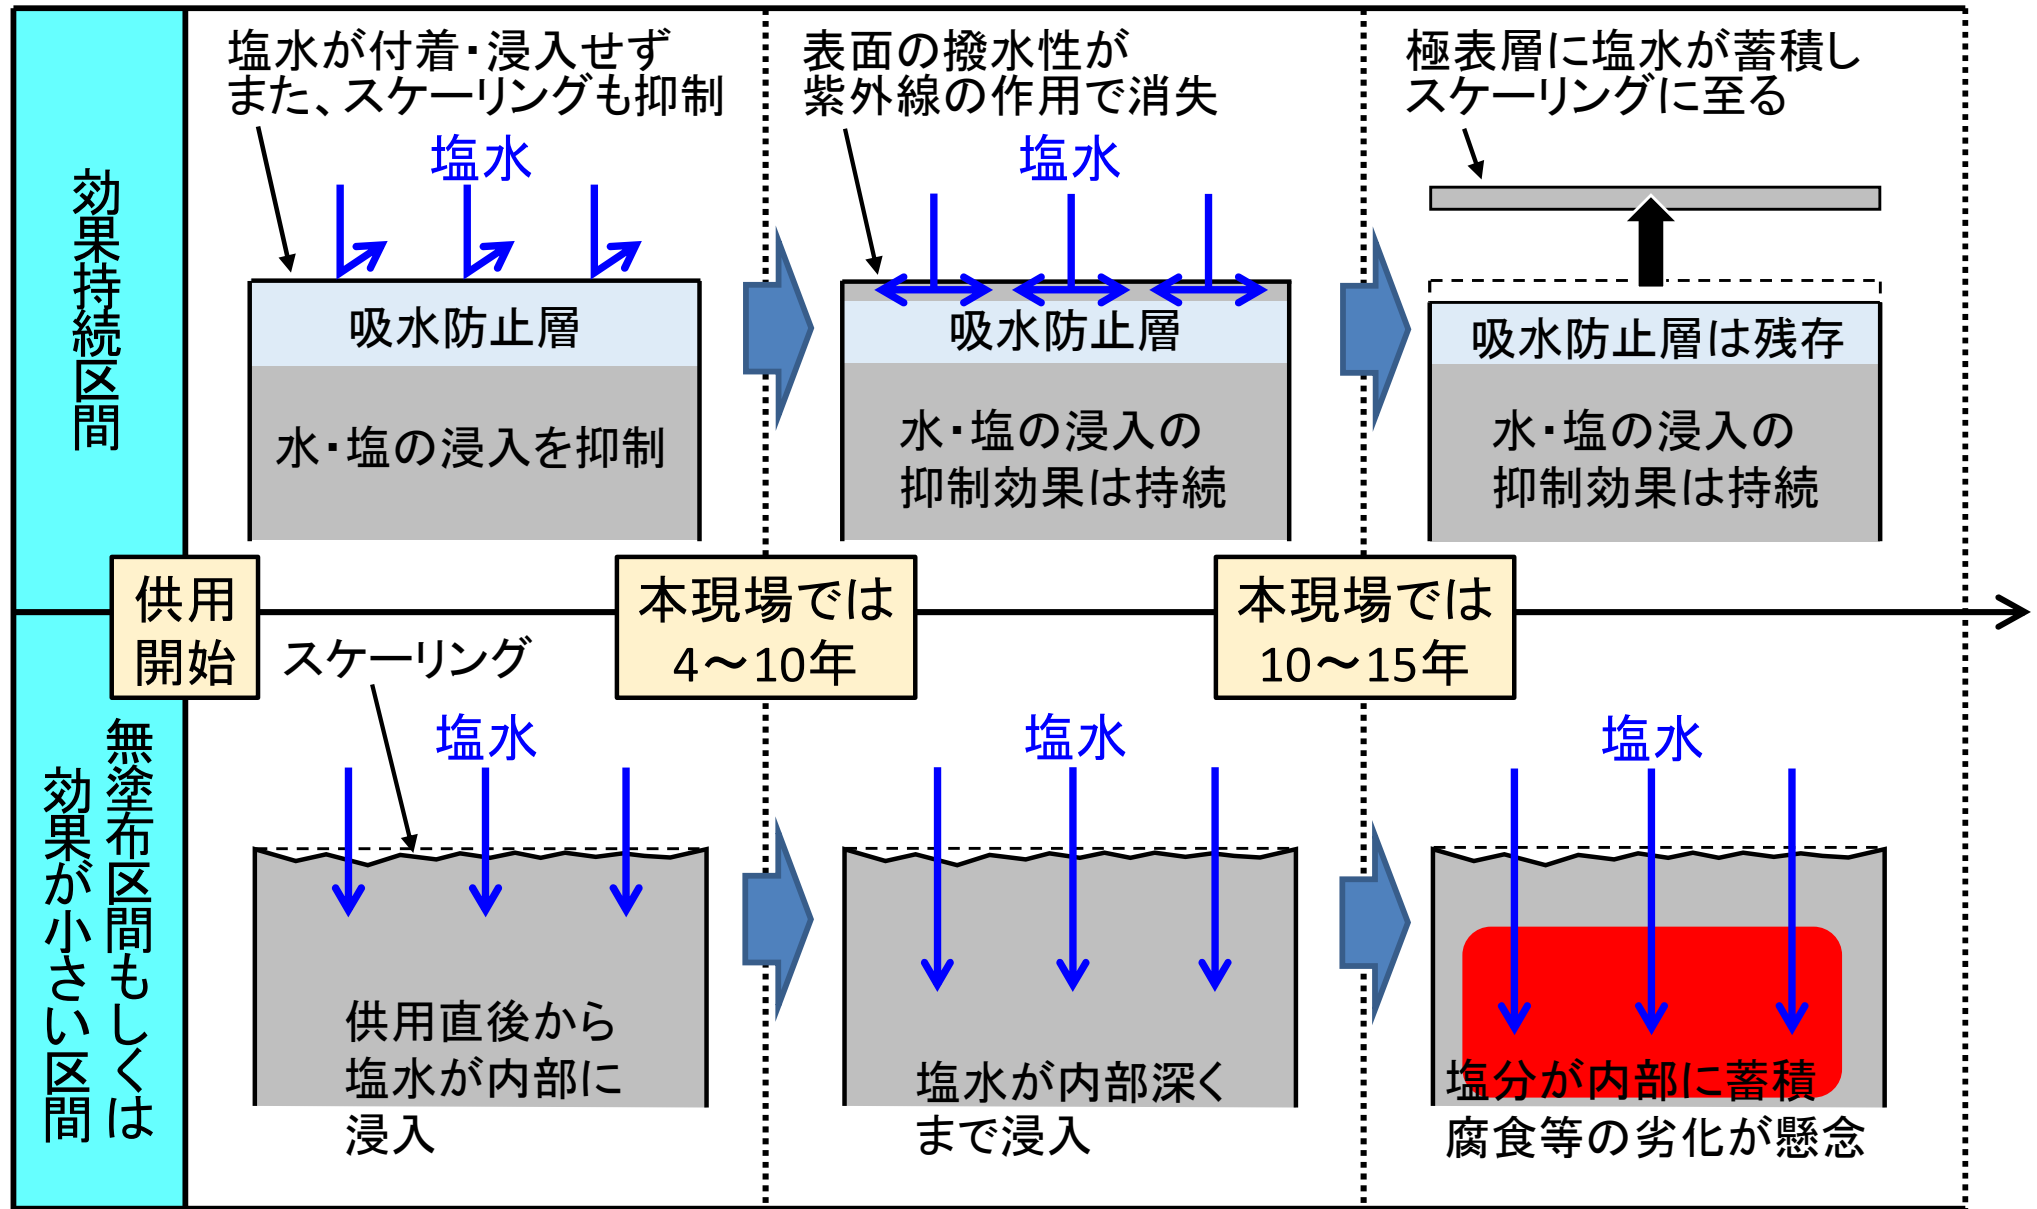 効果持続区間
塩水が付着・浸入せず
また、スケーリングも抑制
塩水
吸水防止層
水・塩の浸入を抑制
表面の撥水性が
紫外線の作用で消失
塩水
吸水防止層
水・塩の浸入の
抑制効果は持続
極表層に塩水が蓄積し
スケーリングに至る
吸水防止層は残存
水・塩の浸入の
抑制効果は持続
供用
開始
本現場では
4～10年
本現場では
10～15年
無塗布区間もしくは
効果が小さい区間
スケーリング
塩水
供用直後から
塩水が内部に
浸入
塩水
塩水が内部深く
まで浸入
塩水
塩分が内部に蓄積
腐食等の劣化が懸念